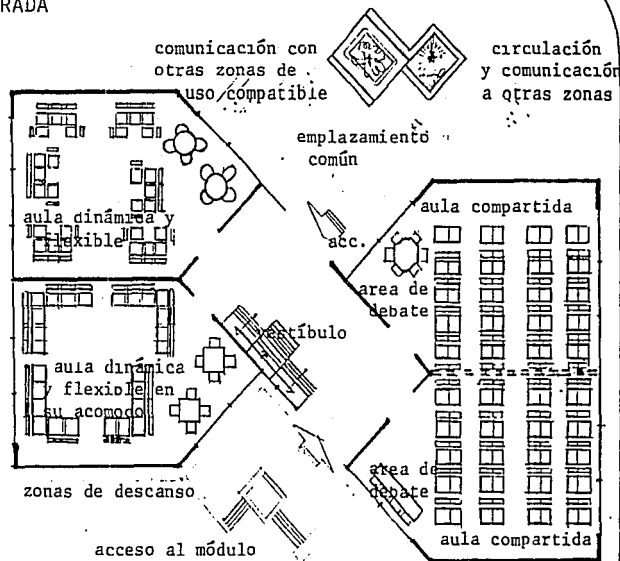 RADA
comunicación con
otras zonas de
uso compatible
circulación
y comunicación
a otras zonas
emplazamiento
común
aula dinámica y
flexible
acc.
aula compartida
area de
debate
vestíbulo
aula dinámica
y flexible en
su acomodo
area de
debate
zonas de descanso
aula compartida
acceso al módulo